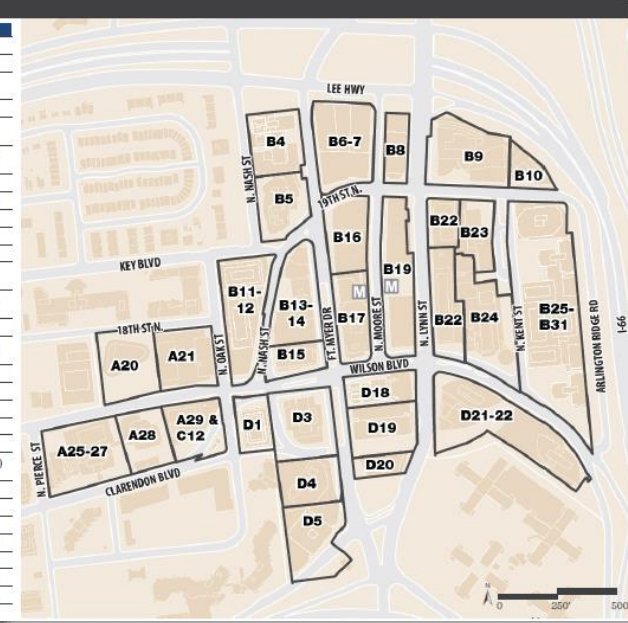 LEE HWY
B4
B6-7
B8
B9
B10
N. NASH ST
B5
19TH ST. N.
B16
B22
B23
KEY BLVD
B11-
12
B13-
14
B19
M
M
B17
B22
B24
B25-
B31
18TH ST N.
A20
A21
N. OAK ST
N. NASH ST
B15
FT. MYER DR
N. MOORE ST
N. LYNN ST
N. KENT ST
ARLINGTON RIDGE RD
I-66
WILSON BLVD
D18
D19
D20
D21-22
A25-27
A28
A29 &
C12
D1
D3
D4
D5
N. PIERCE ST
CLARENDON BLVD
)
N
0 250' 500